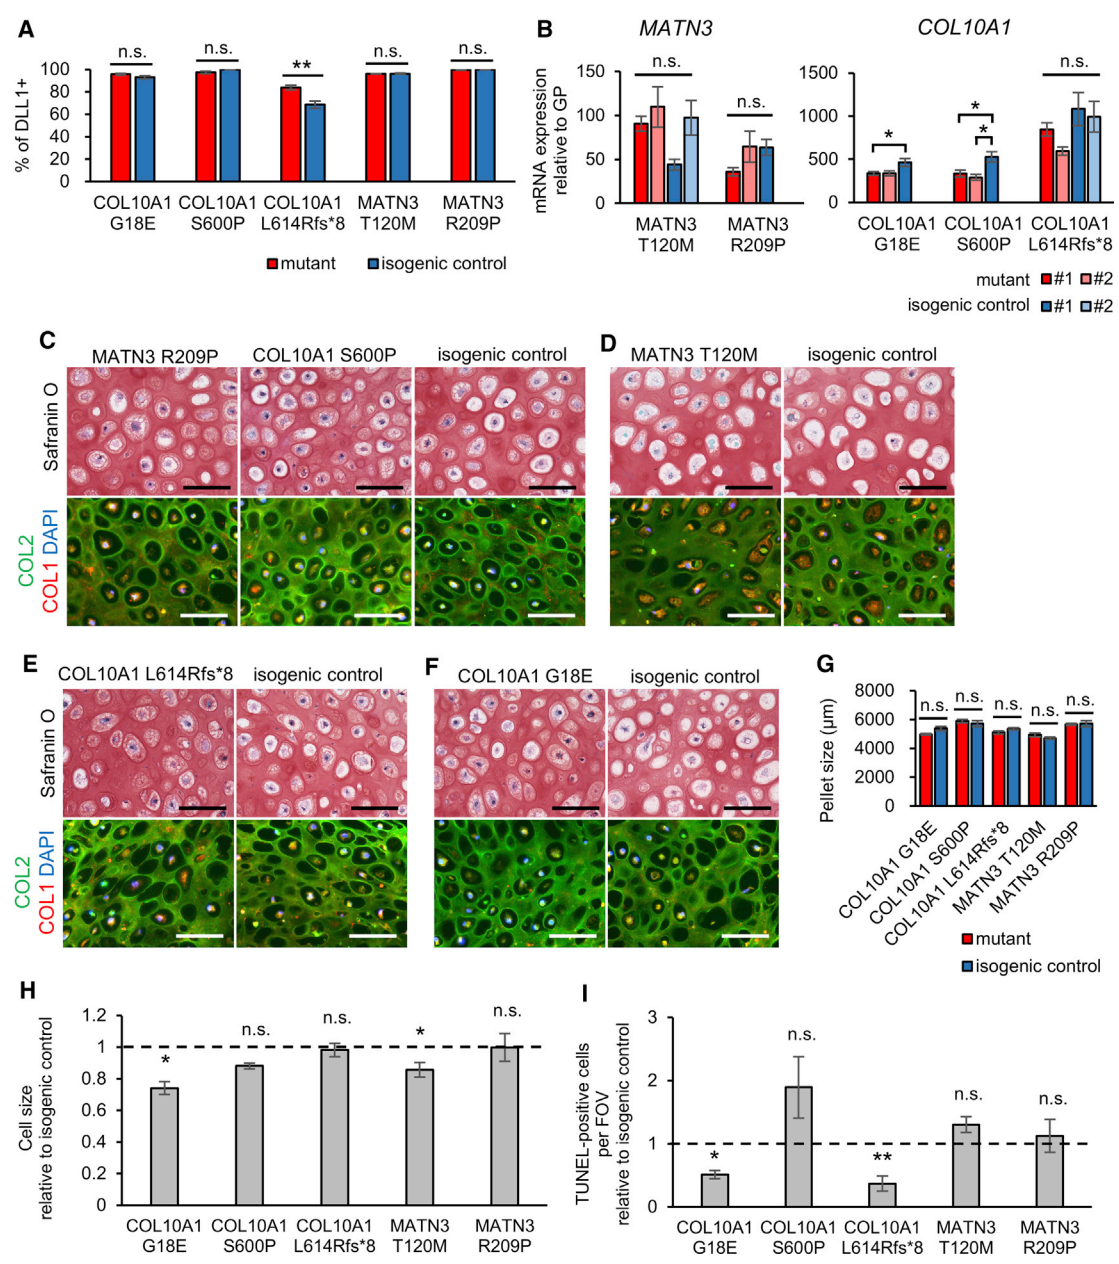 A
n.s.
n.s.
**
n.s.
n.s.
% of DLL1+
100
80
60
40
20
0
COL10A1
G18E
COL10A1
S600P
COL10A1
L614Rfs*8
MATN3
T120M
MATN3
R209P
mutant
isogenic control
B
MATN3
COL10A1
mRNA expression
relative to GP
150
100
50
0
n.s.
n.s.
MATN3
T120M
MATN3
R209P
1500
1000
500
0
*
*
*
n.s.
COL10A1
G18E
COL10A1
S600P
COL10A1
L614Rfs*8
mutant #1 #2
isogenic control #1 #2
C
MATN3 R209P
COL10A1 S600P
isogenic control
Safranin O
COL2
COL1 DAPI
D
MATN3 T120M
isogenic control
E
COL10A1 L614Rfs*8
isogenic control
Safranin O
COL2
COL1 DAPI
F
COL10A1 G18E
isogenic control
G
Pellet size (μm)
8000
6000
4000
2000
0
n.s.
n.s.
n.s.
n.s.
n.s.
COL10A1 G18E
COL10A1 S600P
COL10A1 L614Rfs*8
MATN3 T120M
MATN3 R209P
mutant
isogenic control
H
Cell size
relative to isogenic control
1.2
1
0.8
0.6
0.4
0.2
0
*
n.s.
n.s.
*
n.s.
COL10A1
G18E
COL10A1
S600P
COL10A1
L614Rfs*8
MATN3
T120M
MATN3
R209P
I
TUNEL-positive cells
per FOV
relative to isogenic control
3
2
1
0
*
n.s.
**
n.s.
n.s.
COL10A1
G18E
COL10A1
S600P
COL10A1
L614Rfs*8
MATN3
T120M
MATN3
R209P